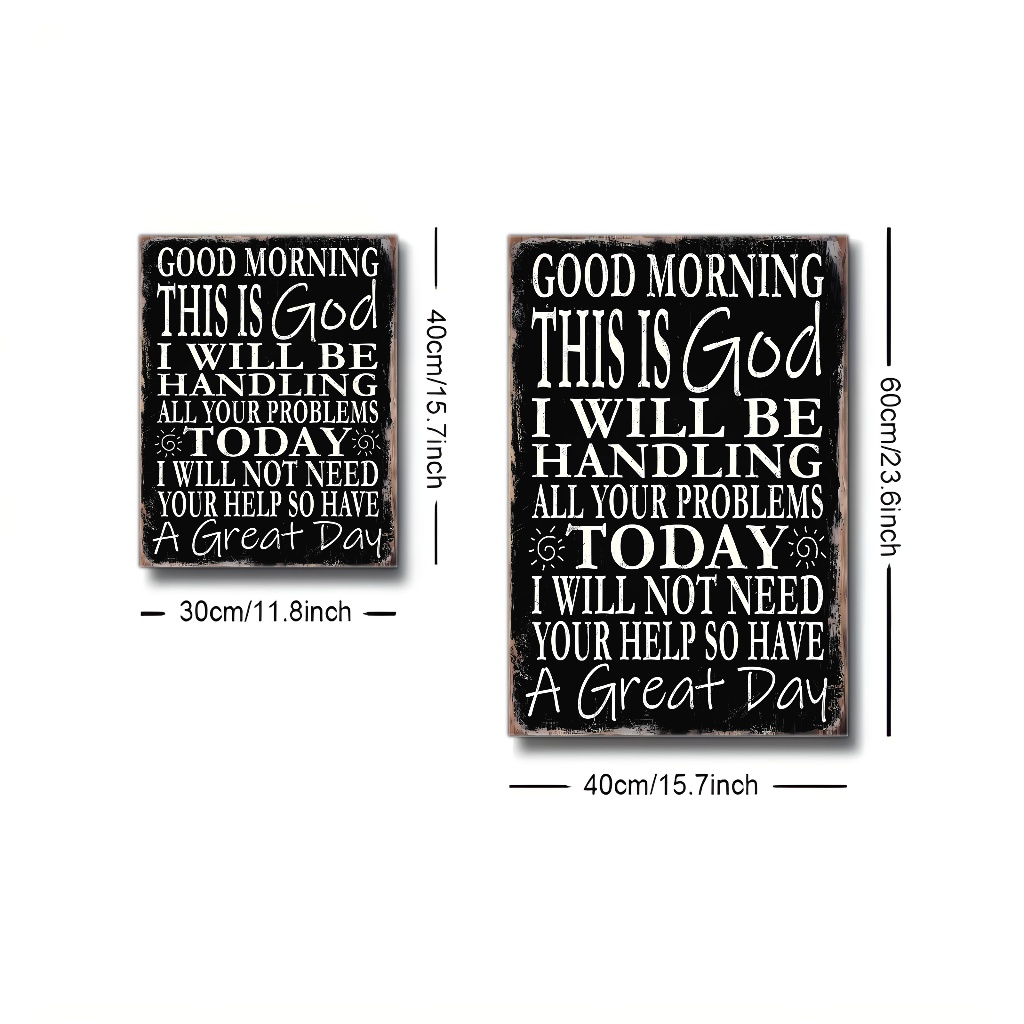 GOOD MORNING
THIS IS God
I WILL BE
HANDLING
ALL YOUR PROBLEMS
TODAY
I WILL NOT NEED
YOUR HELP SO HAVE
A Great Day
40cm/15.7inch
30cm/11.8inch
GOOD MORNING
THIS IS God
I WILL BE
HANDLING
ALL YOUR PROBLEMS
TODAY
I WILL NOT NEED
YOUR HELP SO HAVE
A Great Day
60cm/23.6inch
40cm/15.7inch